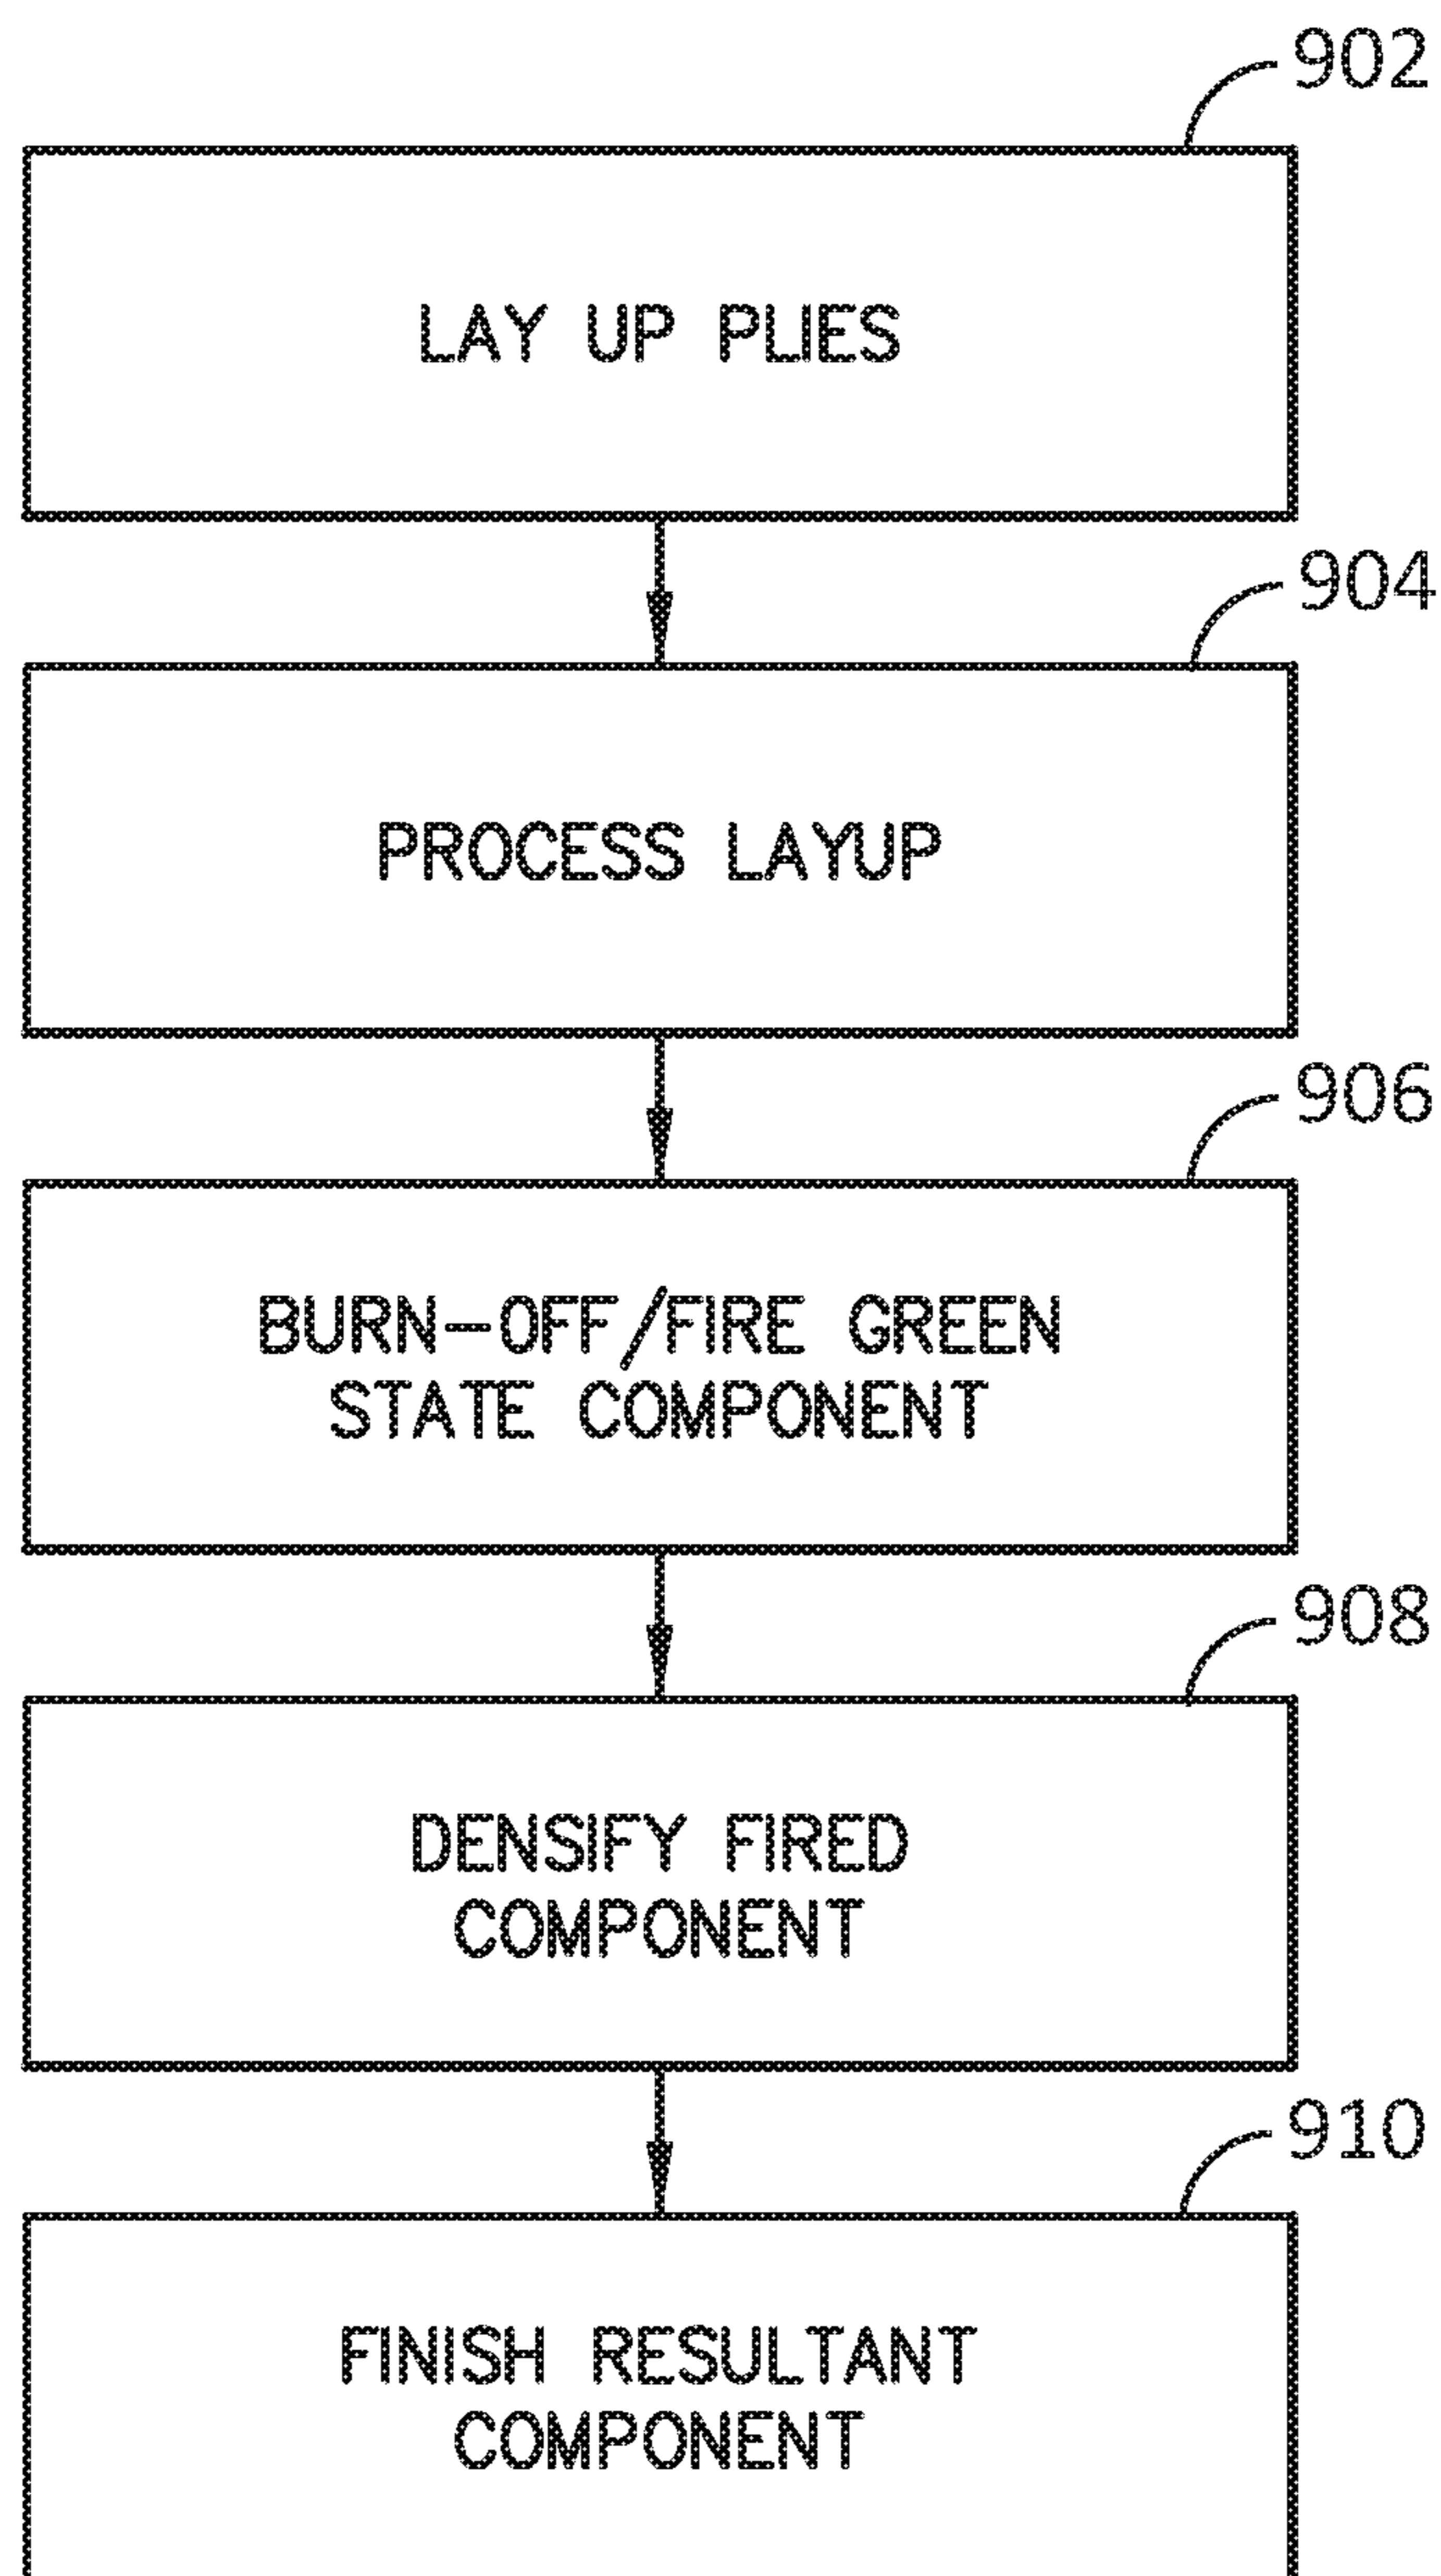 902
LAY UP PLIES
904
PROCESS LAYUP
906
BURN-OFF/FIRE GREEN
STATE COMPONENT
908
DENSIFY FIRED
COMPONENT
910
FINISH RESULTANT
COMPONENT